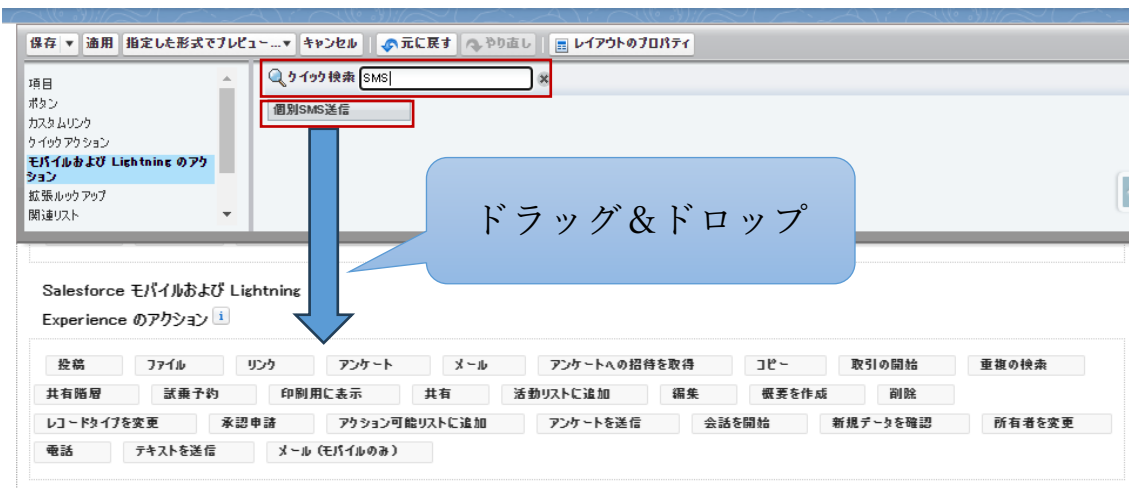 保存 ▼ 適用 指定した形式でプレビュー...▼ キャンセル 元に戻す やり直し レイアウトのプロパティ
クイック検索 SMS
項目
ボタン
カスタムリンク
クイックアクション
モバイルおよび Lightning のアク
ション
拡張ルックアップ
関連リスト
個別SMS送信
ドラッグ&ドロップ
Salesforce モバイルおよび Lightning
Experience のアクション i
投稿 ファイル リンク アンケート メール アンケートへの招待を取得 コピー 取引の開始 重複の検索
共有階層 試乗予約 印刷用に表示 共有 活動リストに追加 編集 概要を作成 削除
レコードタイプを変更 承認申請 アクション可能リストに追加 アンケートを送信 会話を開始 新規データを確認 所有者を変更
電話 テキストを送信 メール (モバイルのみ)